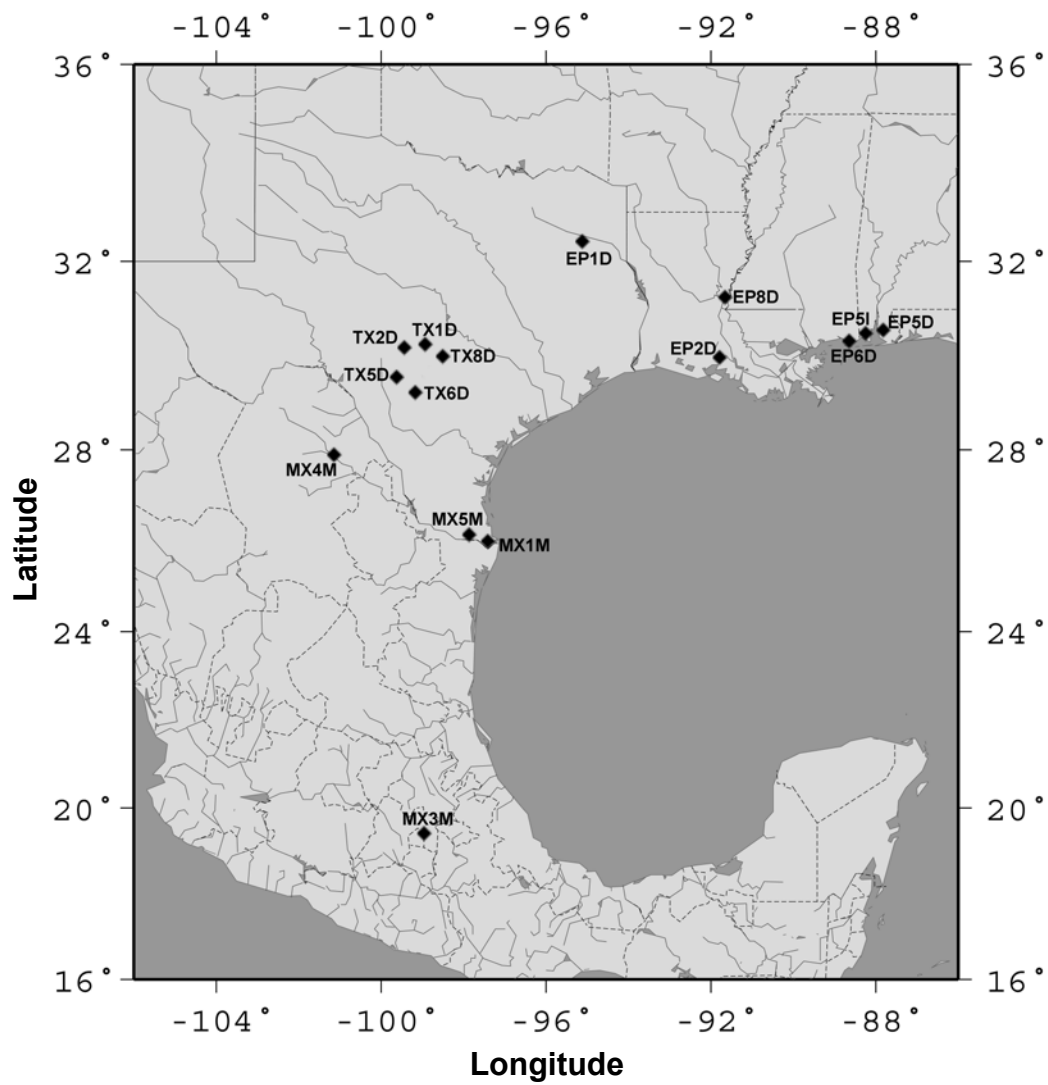 -104° -100° -96° -92° -88°
36° 36°
EP1D
32° 32°
EP8D
EP5I EP5D
TX2D TX1D
EP2D EP6D
TX8D
TX5D
TX6D
28° 28°
MX4M
MX5M
MX1M
Latitude
24° 24°
20° 20°
MX3M
16° 16°
-104° -100° -96° -92° -88°
Longitude